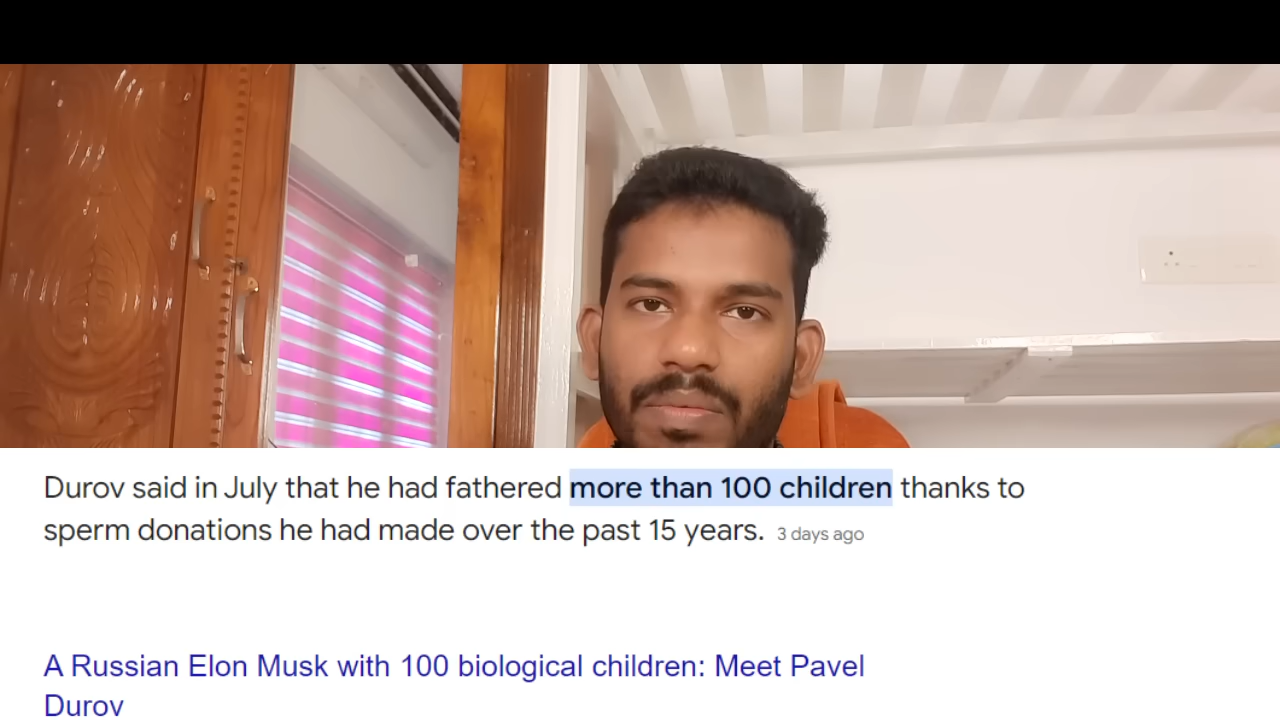 Durov said in July that he had fathered more than 100 children thanks to
sperm donations he had made over the past 15 years. 3 days ago
A Russian Elon Musk with 100 biological children: Meet Pavel
Durov